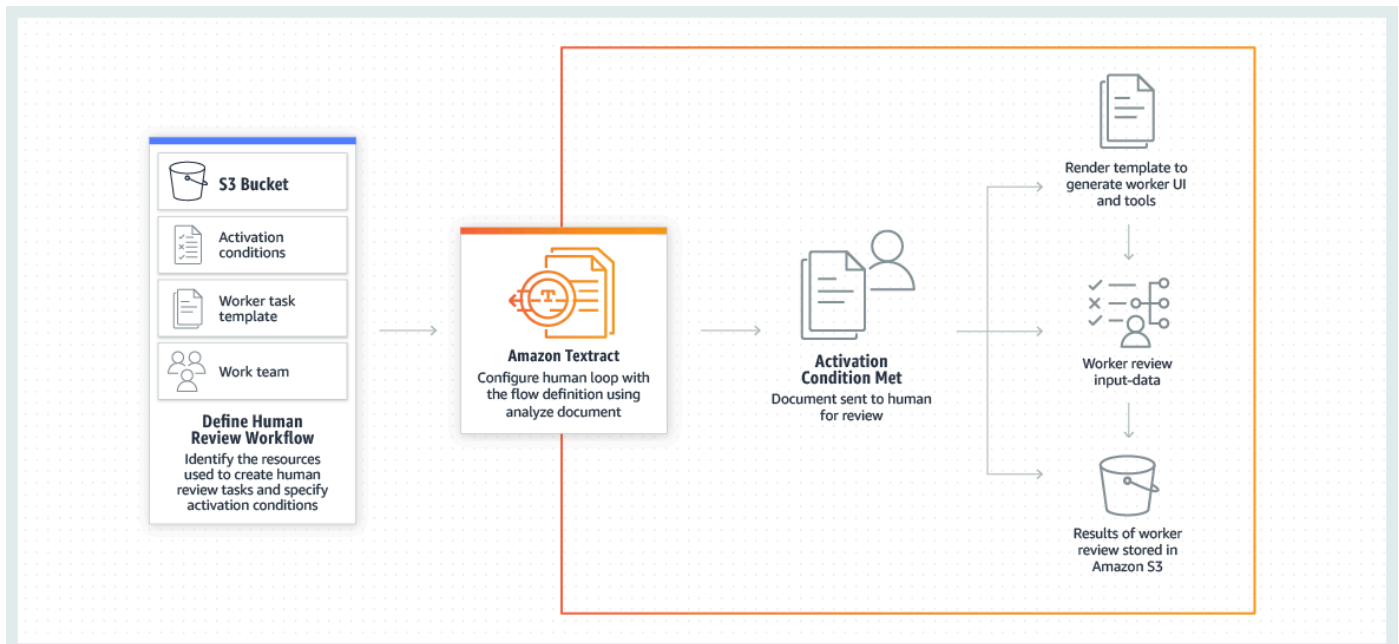 S3 Bucket
Activation
conditions
Worker task
template
Work team
Define Human
Review Workflow
Identify the resources
used to create human
review tasks and specify
activation conditions
T
Amazon Textract
Configure human loop with
the flow definition using
analyze document
Activation
Condition Met
Document sent to human
for review
Render template to
generate worker UI
and tools
Worker review
input-data
Results of worker
review stored in
Amazon S3